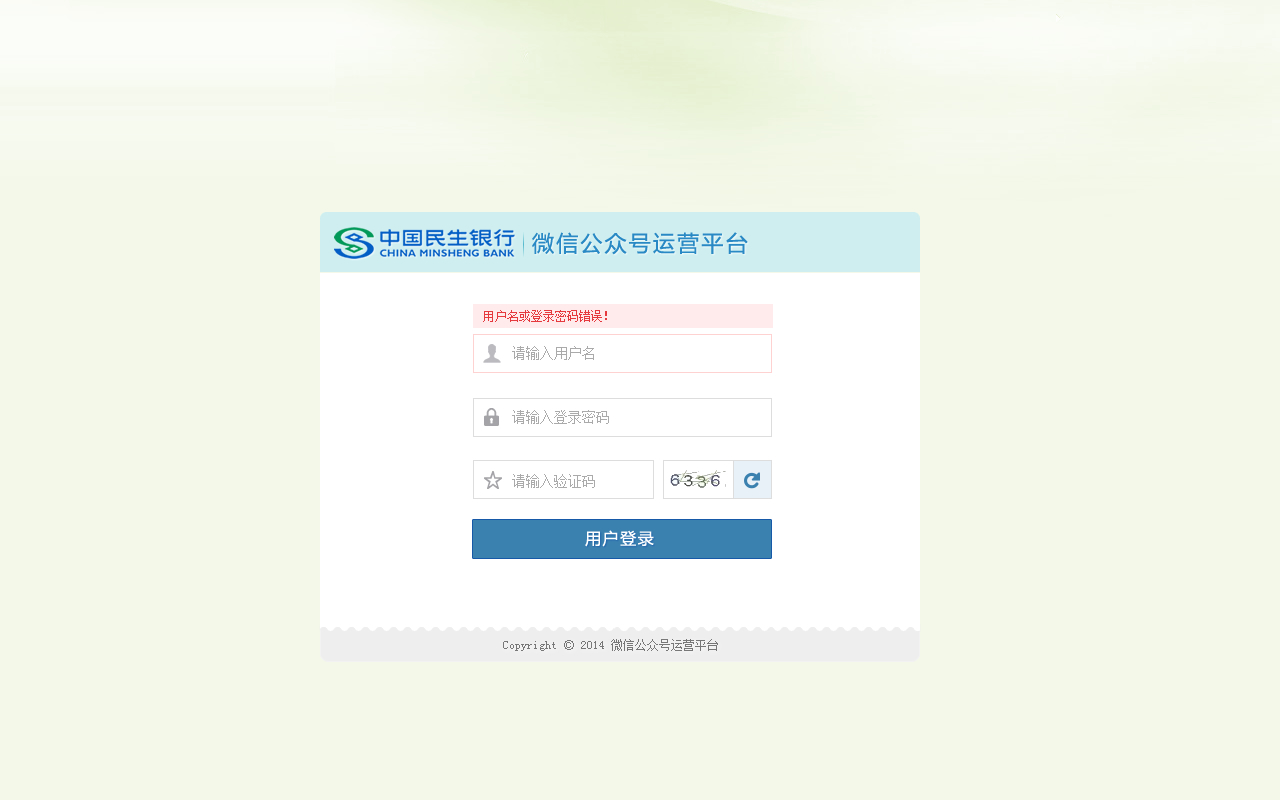 中国民生银行
CHINA MINSHENG BANK
微信公众号运营平台
用户名或登录密码错误!
请输入用户名
请输入登录密码
请输入验证码
6336
用户登录
Copyright © 2014 微信公众号运营平台